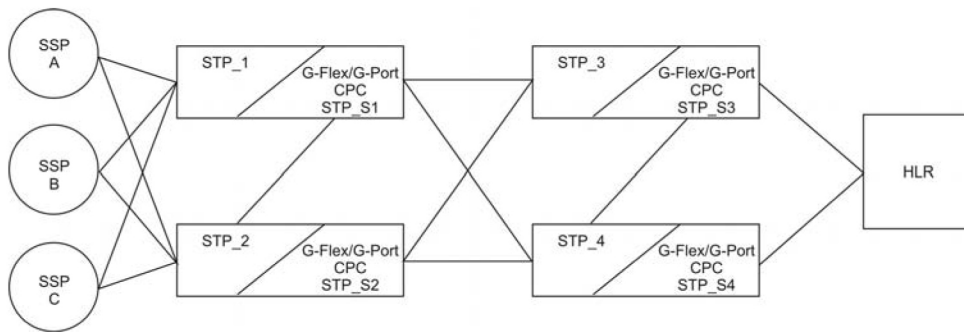 SSP
A
SSP
B
SSP
C
STP_1
G-Flex/G-Port
CPC
STP_S1
STP_2
G-Flex/G-Port
CPC
STP_S2
STP_3
G-Flex/G-Port
CPC
STP_S3
STP_4
G-Flex/G-Port
CPC
STP_S4
HLR